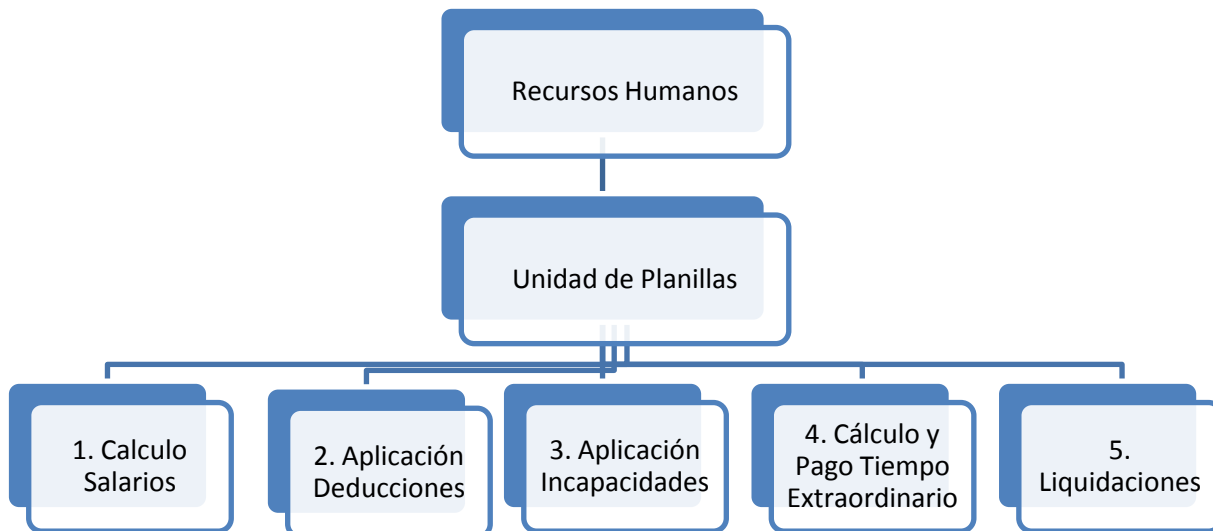 Recursos Humanos
Unidad de Planillas
1. Calculo
Salarios
2. Aplicación
Deducciones
3. Aplicación
Incapacidades
4. Cálculo y
Pago Tiempo
Extraordinario
5.
Liquidaciones